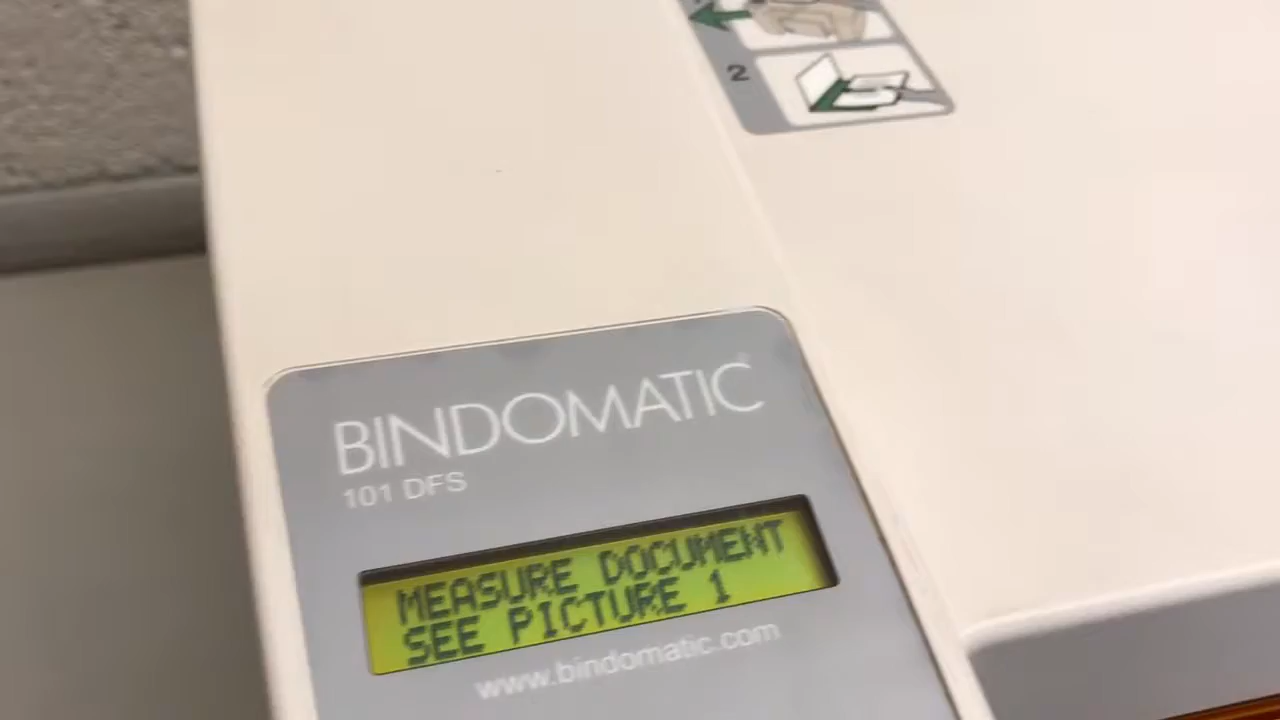 2
BINDOMATIC
101 DFS
MEASURE DOCUMENT
SEE PICTURE 1
www.bindomatic.com